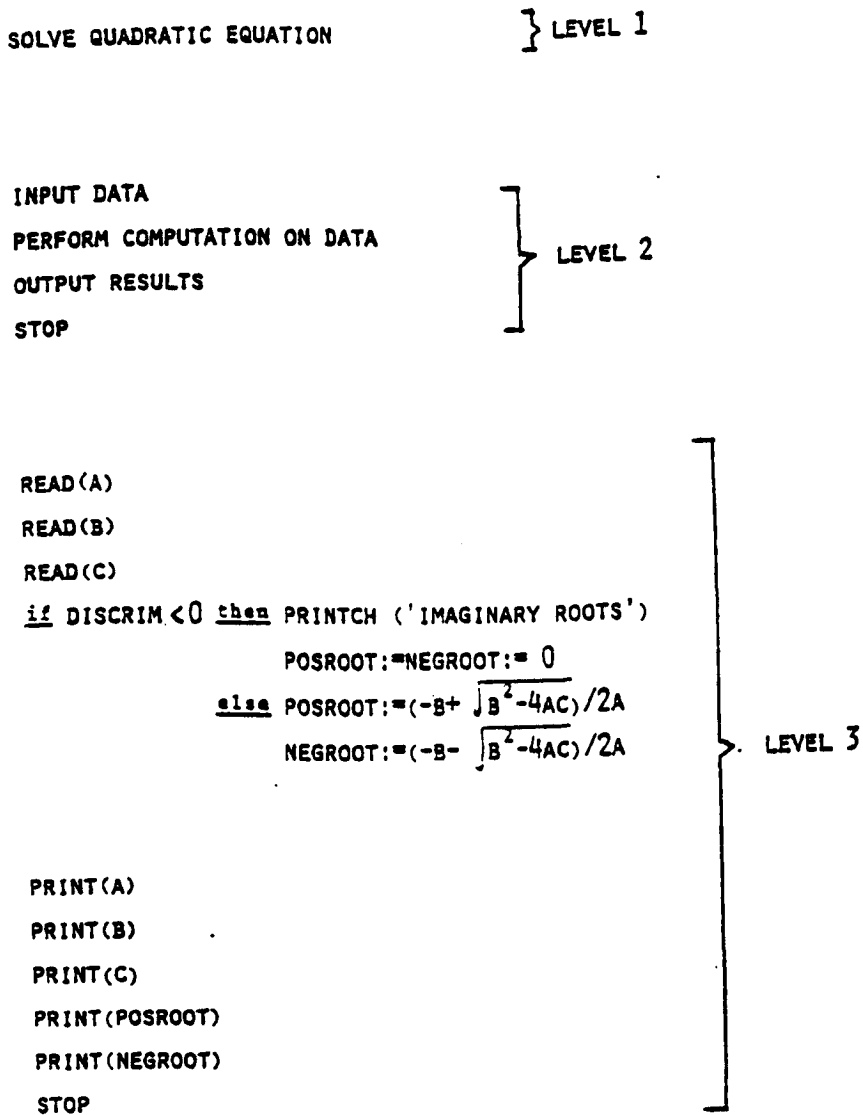 SOLVE QUADRATIC EQUATION } LEVEL 1
INPUT DATA
PERFORM COMPUTATION ON DATA
LEVEL 2
OUTPUT RESULTS
STOP
READ(A)
READ(B)
READ(C)
if DISCRIM<0 then PRINTCH ('IMAGINARY ROOTS')
POSROOT:=NEGROOT:= 0
else POSROOT:=(-B+ √B²-4AC)/2A
NEGROOT:=(-B- √B²-4AC)/2A
LEVEL 3
PRINT(A)
PRINT(B)
PRINT(C)
PRINT(POSROOT)
PRINT(NEGROOT)
STOP